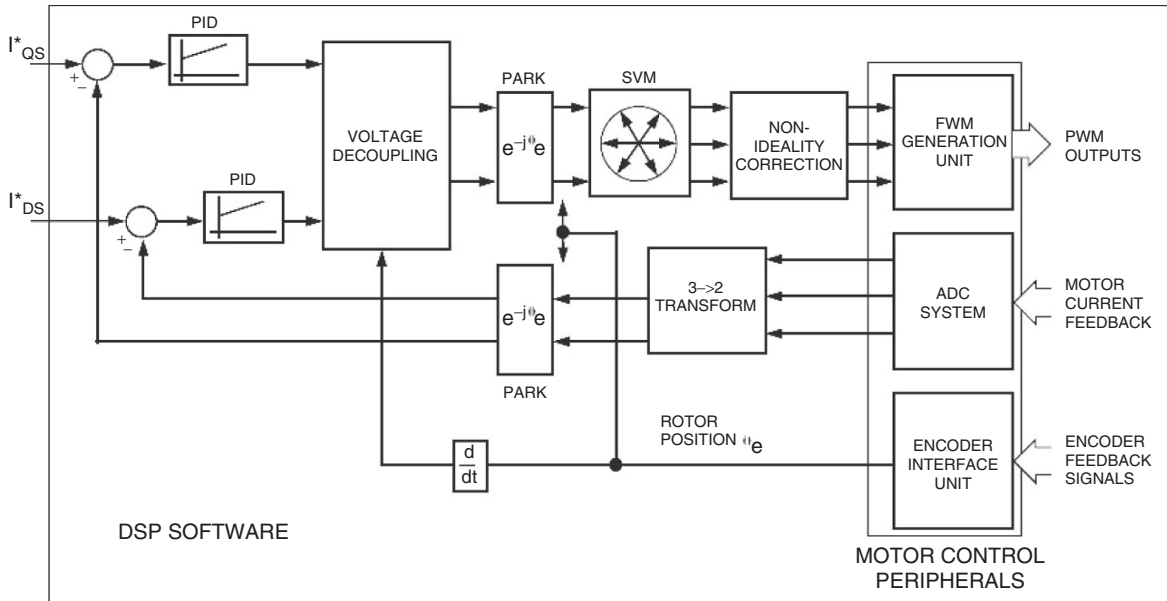 PID
I*QS
+
−
PARK
SVM
VOLTAGE
DECOUPLING
e−jθe
NON-
IDEALITY
CORRECTION
FWM
GENERATION
UNIT
PWM
OUTPUTS
PID
I*DS
+
−
3–>2
TRANSFORM
ADC
SYSTEM
MOTOR
CURRENT
FEEDBACK
e−jθe
PARK
ROTOR
POSITION θe
d
dt
ENCODER
INTERFACE
UNIT
ENCODER
FEEDBACK
SIGNALS
DSP SOFTWARE
MOTOR CONTROL
PERIPHERALS